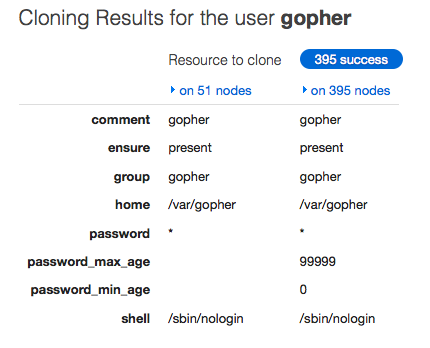 Cloning Results for the user gopher
Resource to clone 395 success
on 51 nodes on 395 nodes
comment gopher gopher
ensure present present
group gopher gopher
home /var/gopher /var/gopher
password * *
password_max_age 99999
password_min_age 0
shell /sbin/nologin /sbin/nologin